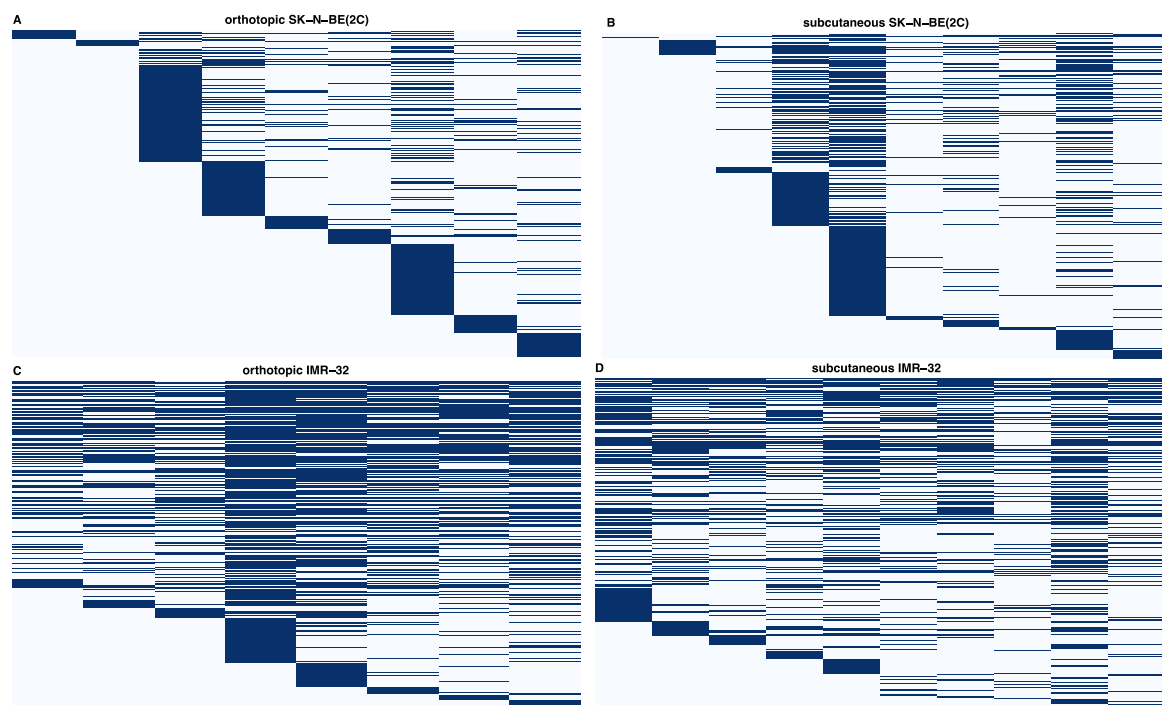 A
orthotopic SK–N–BE(2C)
B
subcutaneous SK–N–BE(2C)
C
orthotopic IMR–32
D
subcutaneous IMR–32